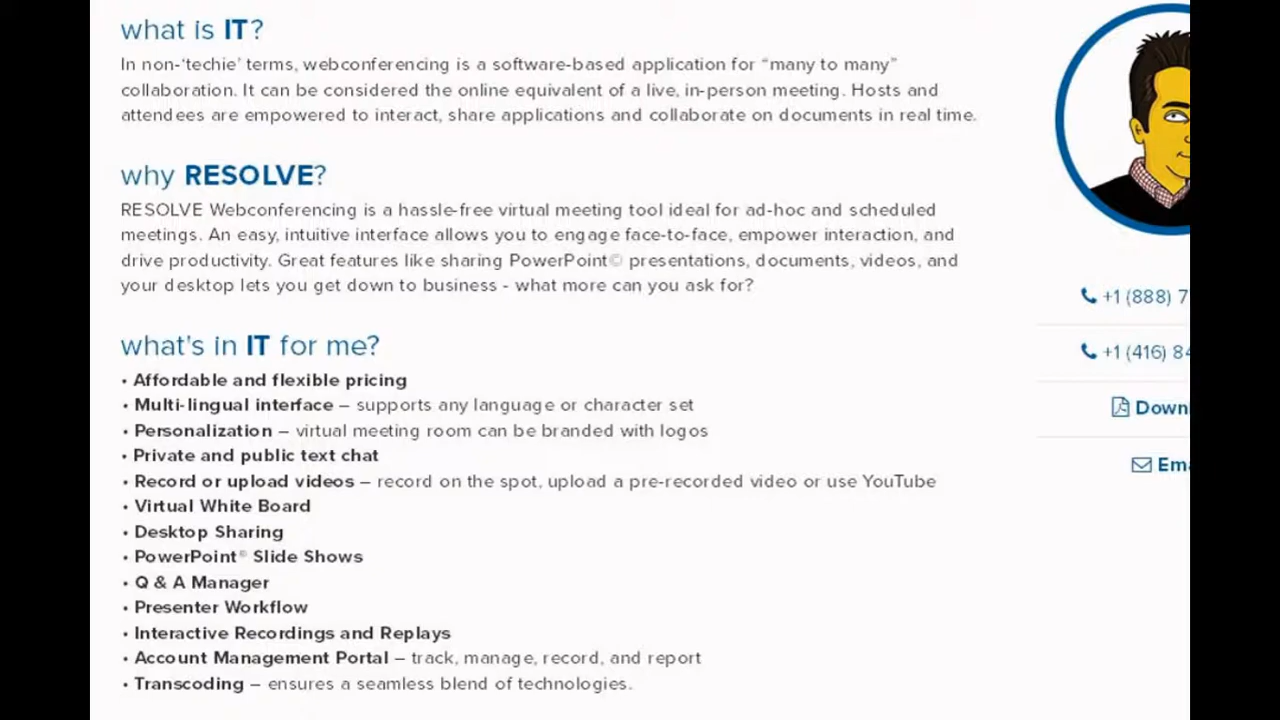 what is IT?
In non-‘techie’ terms, webconferencing is a software-based application for “many to many”
collaboration. It can be considered the online equivalent of a live, in-person meeting. Hosts and
attendees are empowered to interact, share applications and collaborate on documents in real time.
why RESOLVE?
RESOLVE Webconferencing is a hassle-free virtual meeting tool ideal for ad-hoc and scheduled
meetings. An easy, intuitive interface allows you to engage face-to-face, empower interaction, and
drive productivity. Great features like sharing PowerPoint© presentations, documents, videos, and
your desktop lets you get down to business - what more can you ask for?
what's in IT for me?
• Affordable and flexible pricing
• Multi-lingual interface – supports any language or character set
• Personalization – virtual meeting room can be branded with logos
• Private and public text chat
• Record or upload videos – record on the spot, upload a pre-recorded video or use YouTube
• Virtual White Board
• Desktop Sharing
• PowerPoint© Slide Shows
• Q & A Manager
• Presenter Workflow
• Interactive Recordings and Replays
• Account Management Portal – track, manage, record, and report
• Transcoding – ensures a seamless blend of technologies.
+1 (888) 7
+1 (416) 8
Down
Ema